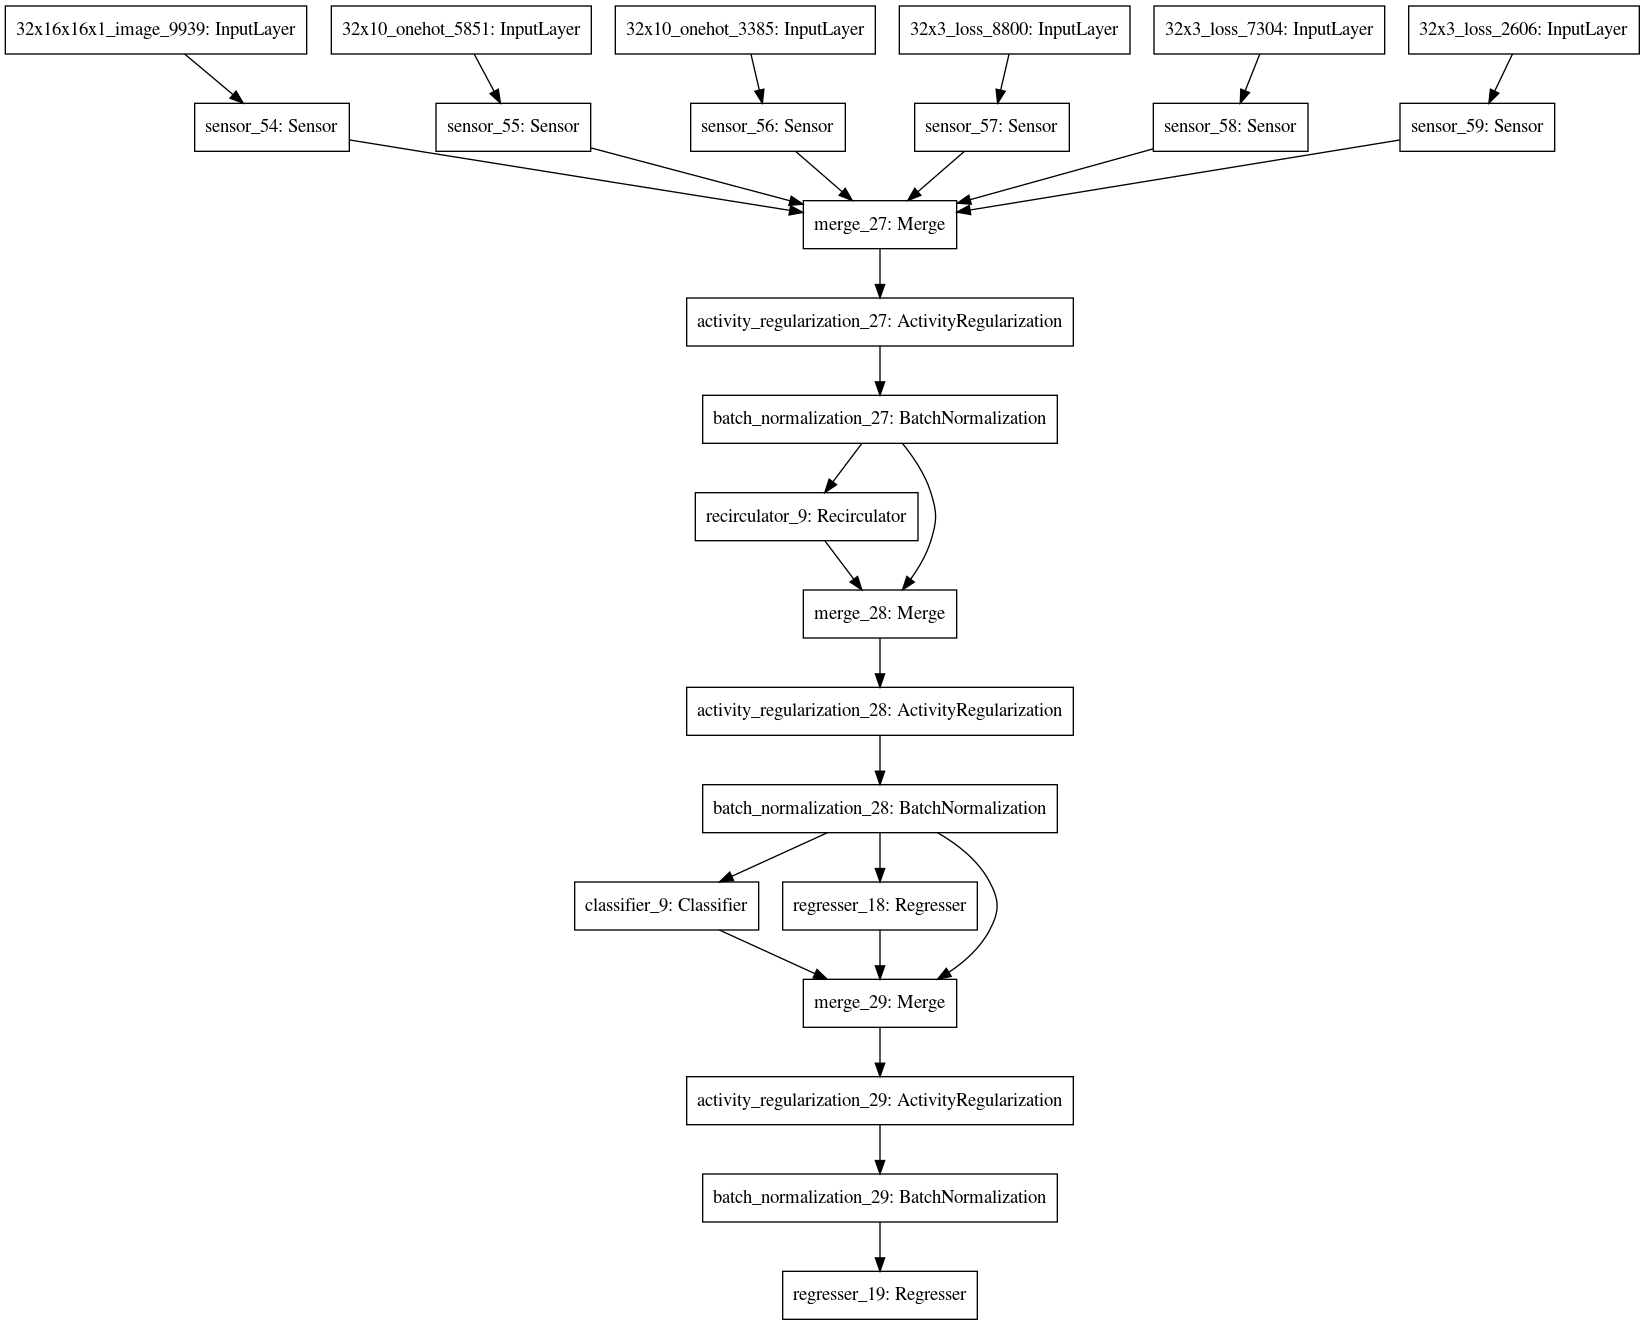 32x16x16x1_image_9939: InputLayer
32x10_onehot_5851: InputLayer
32x10_onehot_3385: InputLayer
32x3_loss_8800: InputLayer
32x3_loss_7304: InputLayer
32x3_loss_2606: InputLayer
sensor_54: Sensor
sensor_55: Sensor
sensor_56: Sensor
sensor_57: Sensor
sensor_58: Sensor
sensor_59: Sensor
merge_27: Merge
activity_regularization_27: ActivityRegularization
batch_normalization_27: BatchNormalization
recirculator_9: Recirculator
merge_28: Merge
activity_regularization_28: ActivityRegularization
batch_normalization_28: BatchNormalization
classifier_9: Classifier
regresser_18: Regresser
merge_29: Merge
activity_regularization_29: ActivityRegularization
batch_normalization_29: BatchNormalization
regresser_19: Regresser